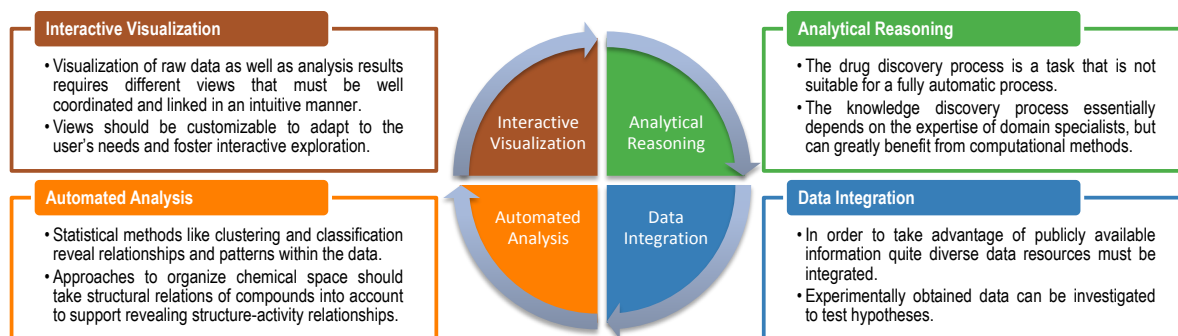 Interactive Visualization
• Visualization of raw data as well as analysis results
requires different views that must be well
coordinated and linked in an intuitive manner.
• Views should be customizable to adapt to the
user's needs and foster interactive exploration.
Interactive
Visualization
Analytical
Reasoning
Analytical Reasoning
• The drug discovery process is a task that is not
suitable for a fully automatic process.
• The knowledge discovery process essentially
depends on the expertise of domain specialists, but
can greatly benefit from computational methods.
Automated Analysis
• Statistical methods like clustering and classification
reveal relationships and patterns within the data.
• Approaches to organize chemical space should
take structural relations of compounds into account
to support revealing structure-activity relationships.
Automated
Analysis
Data
Integration
Data Integration
• In order to take advantage of publicly available
information quite diverse data resources must be
integrated.
• Experimentally obtained data can be investigated
to test hypotheses.